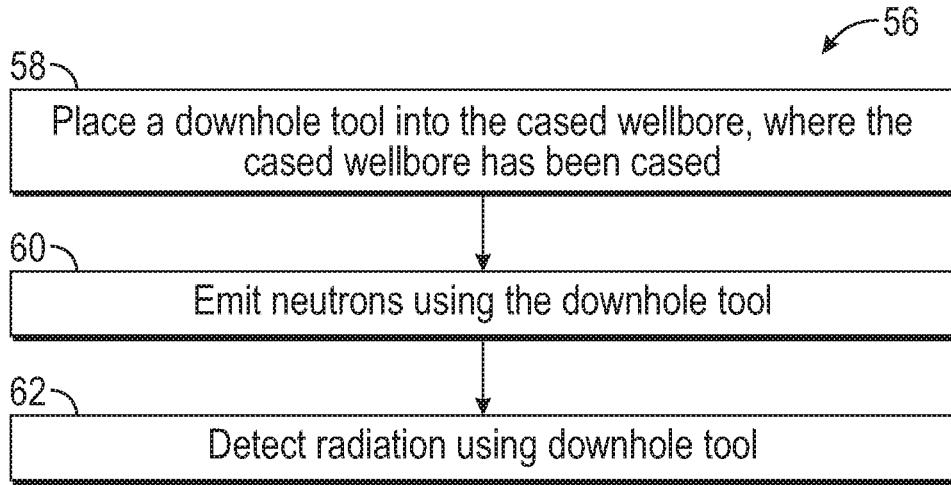 56
58
Place a downhole tool into the cased wellbore, where the
cased wellbore has been cased
60
Emit neutrons using the downhole tool
62
Detect radiation using downhole tool